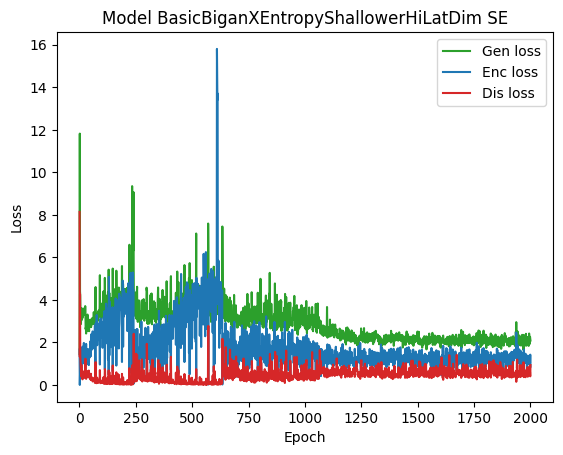 Model BasicBiganXEntropyShallowerHiLatDim SE
Gen loss
Enc loss
Dis loss
16
14
12
10
8
6
4
2
0
Loss
0 250 500 750 1000 1250 1500 1750 2000
Epoch